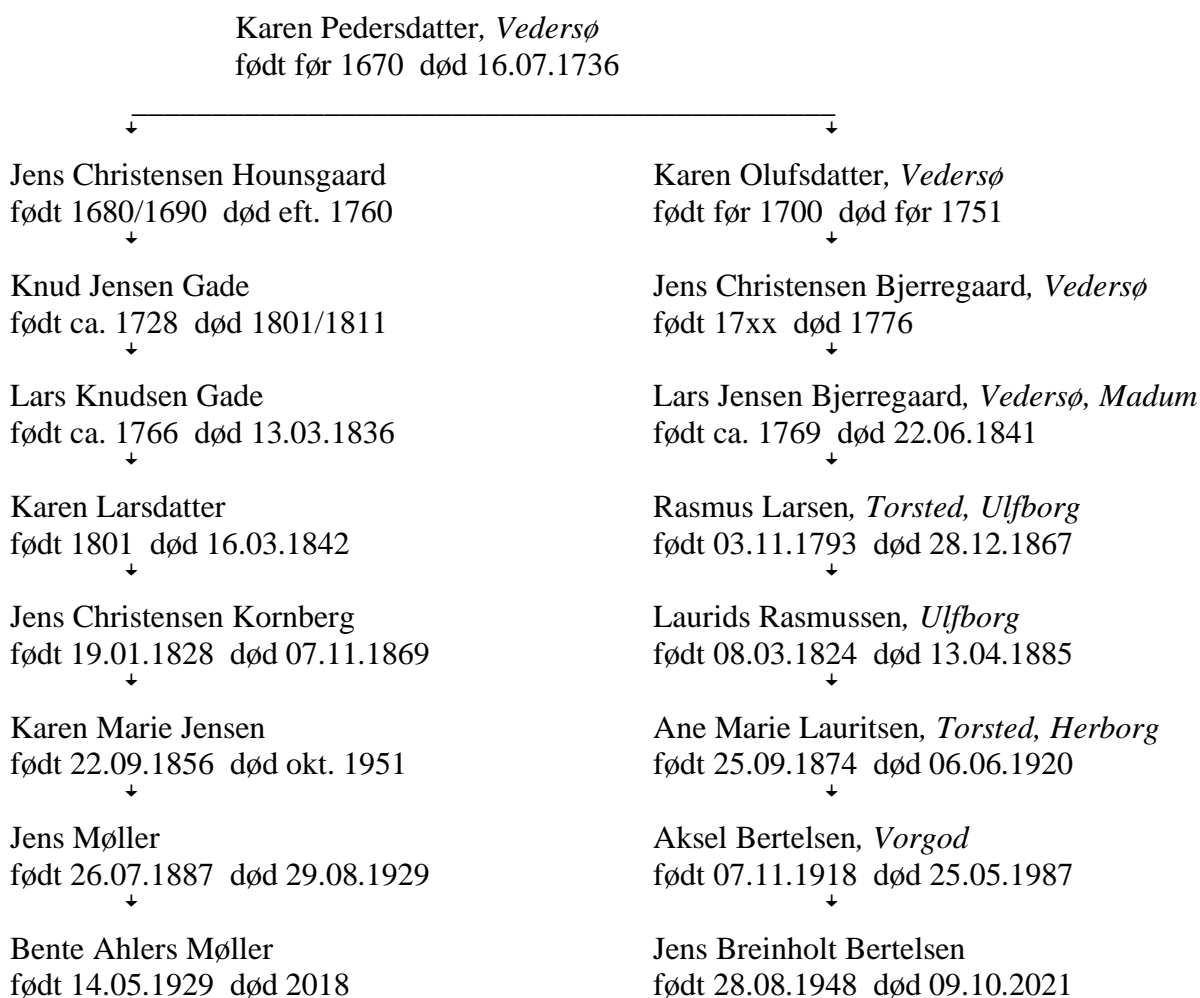 Karen Pedersdatter, Vedersø
født før 1670 død 16.07.1736
Jens Christensen Hounsgaard
født 1680/1690 død eft. 1760
Knud Jensen Gade
født ca. 1728 død 1801/1811
Lars Knudsen Gade
født ca. 1766 død 13.03.1836
Karen Larsdatter
født 1801 død 16.03.1842
Jens Christensen Kornberg
født 19.01.1828 død 07.11.1869
Karen Marie Jensen
født 22.09.1856 død okt. 1951
Jens Møller
født 26.07.1887 død 29.08.1929
Bente Ahlers Møller
født 14.05.1929 død 2018
Karen Olufsdatter, Vedersø
født før 1700 død før 1751
Jens Christensen Bjerregaard, Vedersø
født 17xx død 1776
Lars Jensen Bjerregaard, Vedersø, Madum
født ca. 1769 død 22.06.1841
Rasmus Larsen, Torsted, Ulfborg
født 03.11.1793 død 28.12.1867
Laurids Rasmussen, Ulfborg
født 08.03.1824 død 13.04.1885
Ane Marie Lauritsen, Torsted, Herborg
født 25.09.1874 død 06.06.1920
Aksel Bertelsen, Vorgod
født 07.11.1918 død 25.05.1987
Jens Breinholt Bertelsen
født 28.08.1948 død 09.10.2021